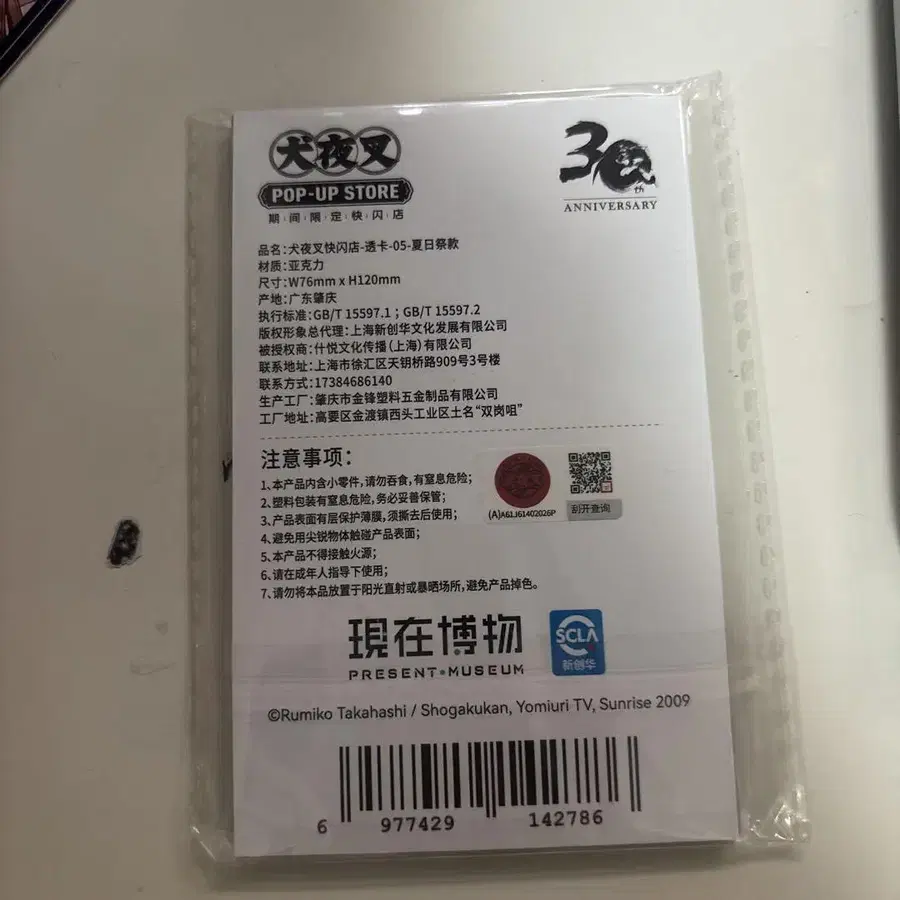 犬夜叉
POP-UP STORE
期间限定快闪店
30th
ANNIVERSARY
品名：犬夜叉快闪店-透卡-05-夏日祭款
材质：亚克力
尺寸：W76mm x H120mm
产地：广东肇庆
执行标准：GB/T 15597.1；GB/T 15597.2
版权形象总代理：上海新创华文化发展有限公司
被授权商：什悦文化传播（上海）有限公司
联系地址：上海市徐汇区天钥桥路909号3号楼
联系方式：17384686140
生产工厂：肇庆市金锋塑料五金制品有限公司
工厂地址：高要区金渡镇西头工业区土名“双岗咀”
注意事项：
1、本产品内含小零件，请勿吞食，有窒息危险；
2、塑料包装有窒息危险，务必妥善保管；
3、产品表面有层保护薄膜，须撕去后使用；
4、避免用尖锐物体触碰产品表面；
5、本产品不得接触火源；
6、请在成年人指导下使用；
7、请勿将本品放置于阳光直射或暴晒场所，避免产品掉色。
(A)A61J61402026P
刮开查询
現在博物
PRESENT·MUSEUM
SCLA
新创华
©Rumiko Takahashi / Shogakukan, Yomiuri TV, Sunrise 2009
6 977429 142786